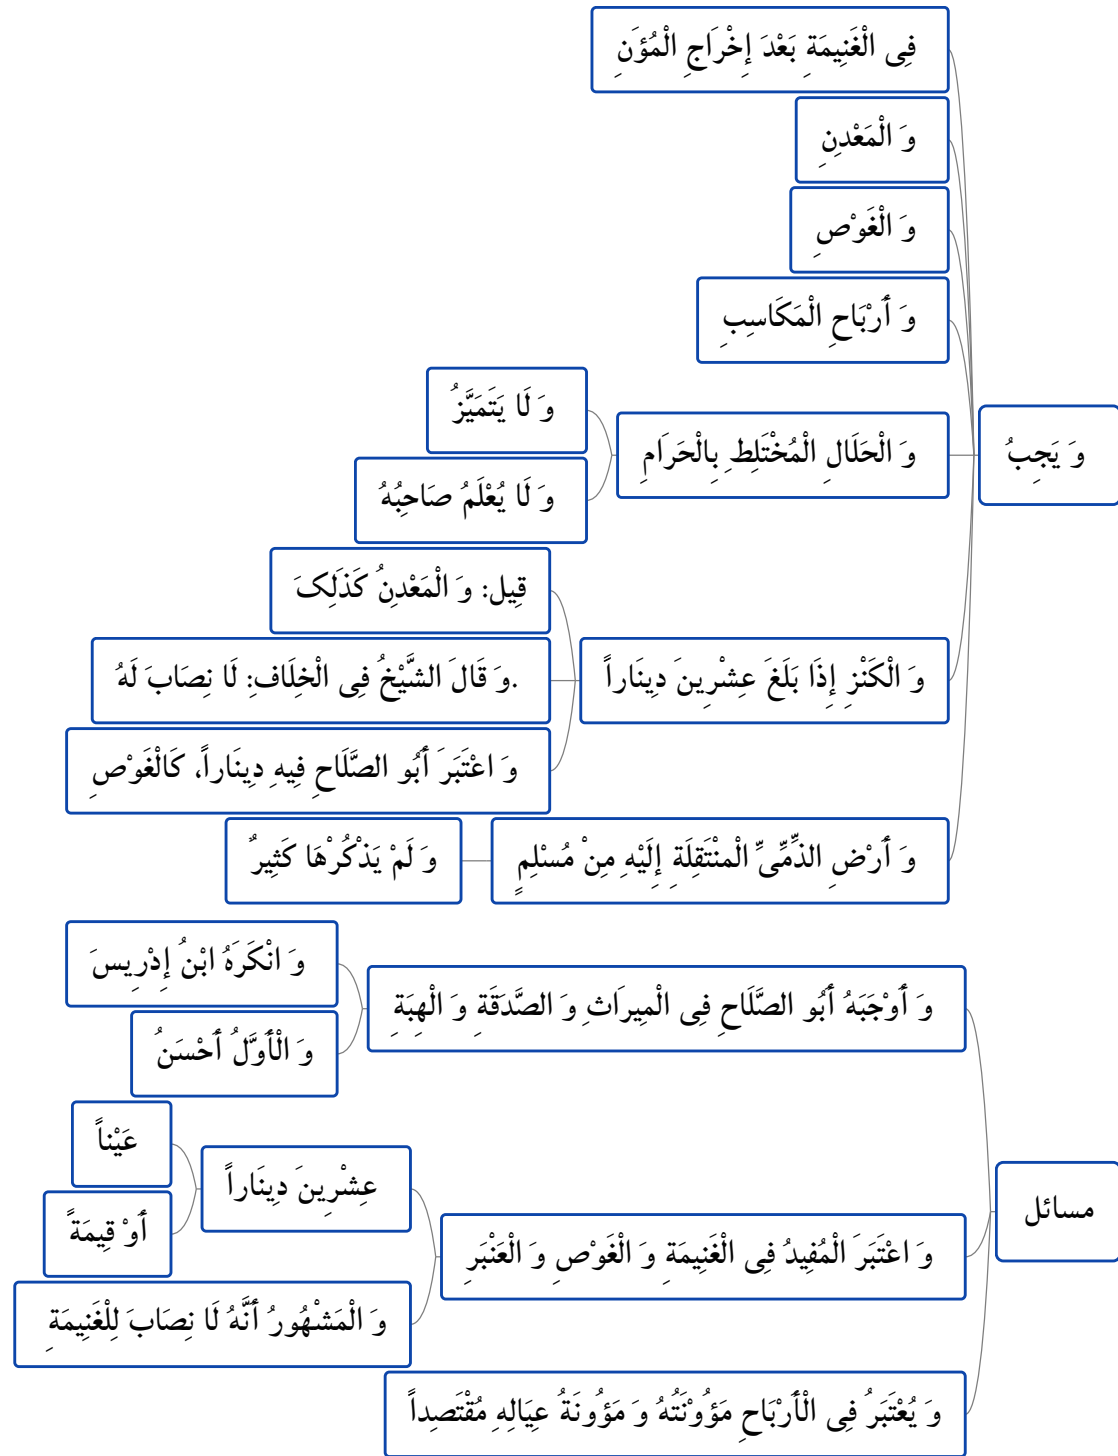 وَ يَجِبُ
فِی الْغَنِيمَةِ بَعْدَ إِخْرَاجِ الْمُؤَنِ
وَ الْمَعْدِنِ
وَ الْغَوْصِ
وَ أَرْبَاحِ الْمَكَاسِبِ
وَ الْحَلَالِ الْمُخْتَلِطِ بِالْحَرَامِ
وَ لَا يَتَمَيَّزُ
وَ لَا يُعْلَمُ صَاحِبُهُ
وَ الْكَنْزِ إِذَا بَلَغَ عِشْرِينَ دِينَاراً
قِيل: وَ الْمَعْدِنُ كَذَلِکَ
.وَ قَالَ الشَّيْخُ فِی الْخِلَافِ: لَا نِصَابَ لَهُ
وَ اعْتَبَرَ أَبُو الصَّلَاحِ فِيهِ دِينَاراً، كَالْغَوْصِ
وَ أَرْضِ الذِّمِّیِّ الْمنْتَقِلَةِ إِلَيْهِ مِنْ مُسْلِمٍ
وَ لَمْ يَذْكُرْهَا كَثِيرٌ
مسائل
وَ أَوْجَبَهُ أَبُو الصَّلَاحِ فِی الْمِيرَاثِ وَ الصَّدَقَةِ وَ الْهِبَةِ
وَ انْكَرَهُ ابْنُ إِدْرِيسَ
وَ الْأَوَّلُ أَحْسَنُ
وَ اعْتَبَرَ الْمُفِيدُ فِی الْغَنِيمَةِ وَ الْغَوْصِ وَ الْعَنْبَرِ
عِشْرِينَ دِينَاراً
عَيْناً
أَوْ قِيمَةً
وَ الْمَشْهُورُ أَنَّهُ لَا نِصَابَ لِلْغَنِيمَةِ
وَ يُعْتَبَرُ فِی الْأَرْبَاحِ مَؤُوْنَتُهُ وَ مَؤُونَةُ عِيَالِهِ مُقْتَصِداً